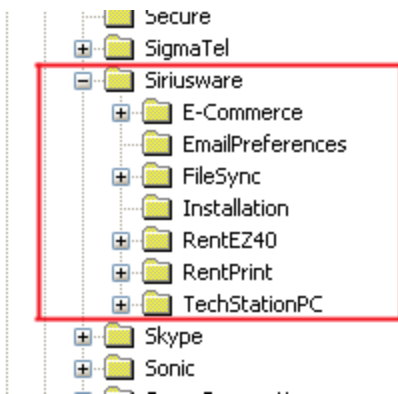 Secure
SigmaTel
Siriusware
E-Commerce
EmailPreferences
FileSync
Installation
RentEZ40
RentPrint
TechStationPC
Skype
Sonic